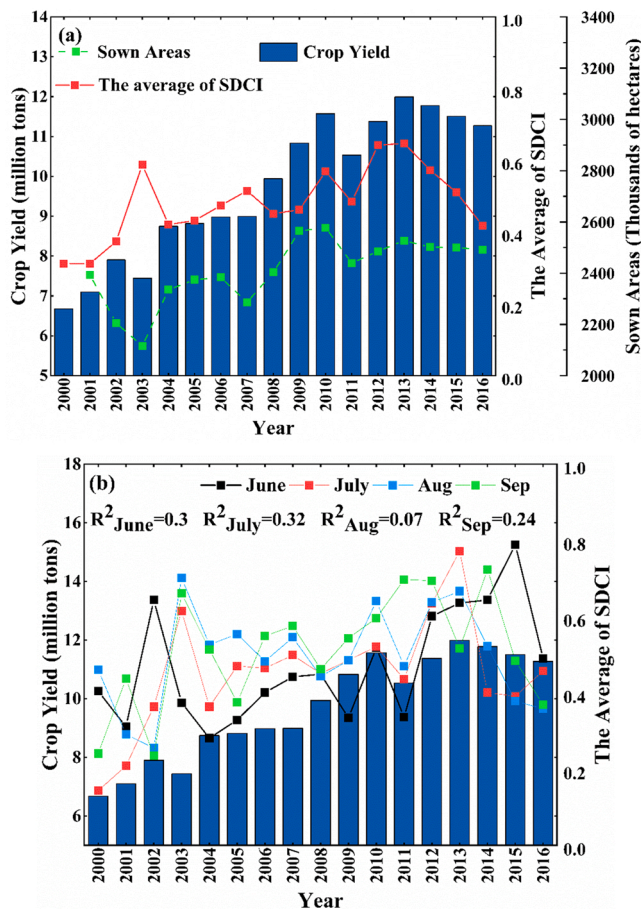 (a)
Sown Areas
Crop Yield
The average of SDCI
14
13
12
11
10
9
8
7
6
5
Crop Yield (million tons)
1.0
0.8
0.6
0.4
0.2
0.0
The Average of SDCI
3400
3200
3000
2800
2600
2400
2200
2000
Sown Areas (Thousands of hectares)
2000 2001 2002 2003 2004 2005 2006 2007 2008 2009 2010 2011 2012 2013 2014 2015 2016
Year
(b)
June July Aug Sep
R²June=0.3 R²July=0.32 R²Aug=0.07 R²Sep=0.24
18
16
14
12
10
8
6
Crop Yield (million tons)
1.0
0.8
0.6
0.4
0.2
0.0
The Average of SDCI
2000 2001 2002 2003 2004 2005 2006 2007 2008 2009 2010 2011 2012 2013 2014 2015 2016
Year